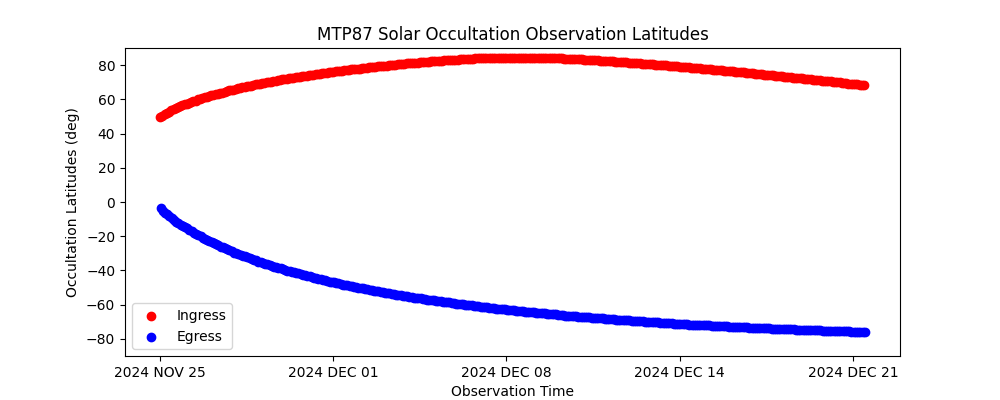 MTP87 Solar Occultation Observation Latitudes
Occultation Latitudes (deg)
80
60
40
20
0
−20
−40
−60
−80
Ingress
Egress
2024 NOV 25 2024 DEC 01 2024 DEC 08 2024 DEC 14 2024 DEC 21
Observation Time